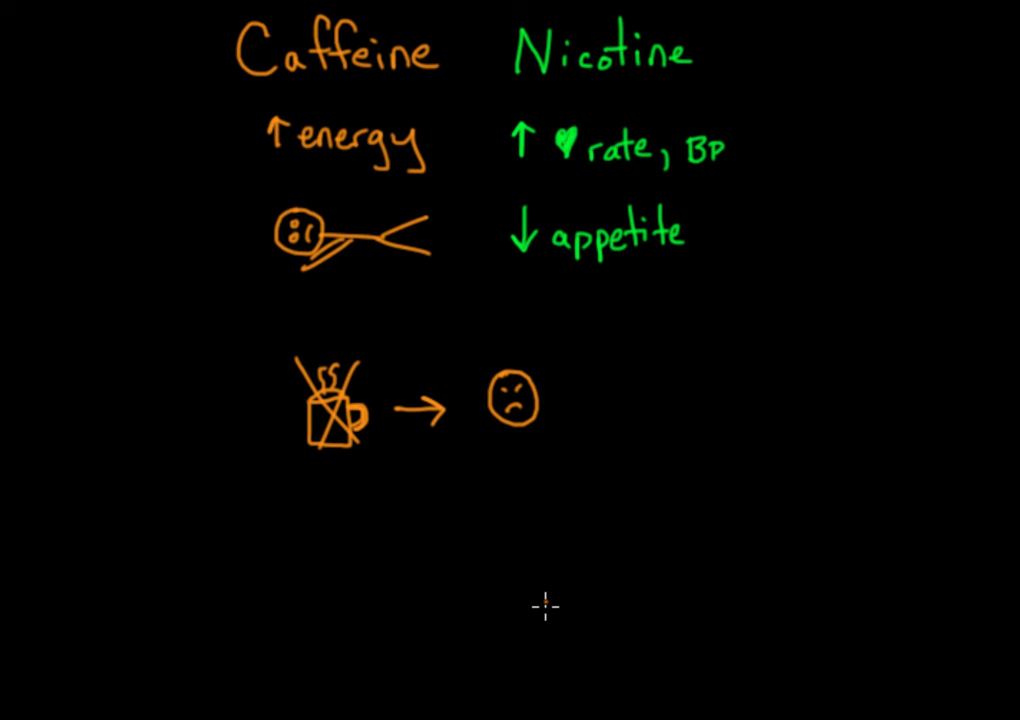 Caffeine Nicotine
↑ energy ↑ ♥ rate, BP
↓ appetite